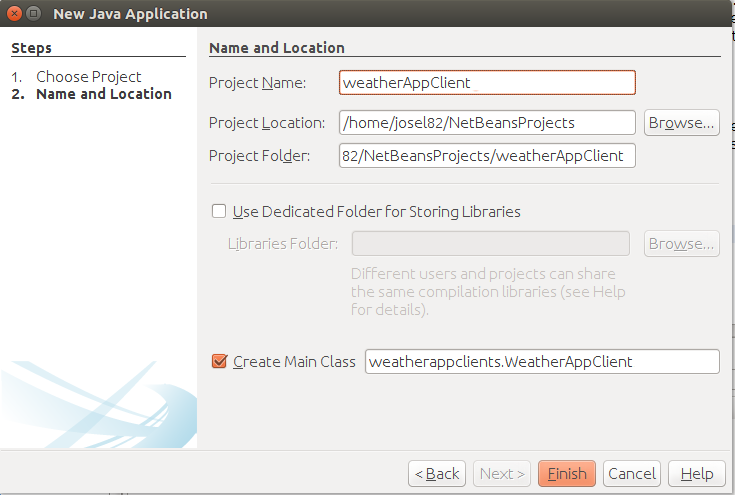 New Java Application
Steps
1. Choose Project
2. Name and Location
Name and Location
Project Name: weatherAppClient
Project Location: /home/josel82/NetBeansProjects Browse...
Project Folder: 82/NetBeansProjects/weatherAppClient
Use Dedicated Folder for Storing Libraries
Libraries Folder: Browse...
Different users and projects can share
the same compilation libraries (see Help
for details).
Create Main Class weatherappclients.WeatherAppClient
< Back Next > Finish Cancel Help